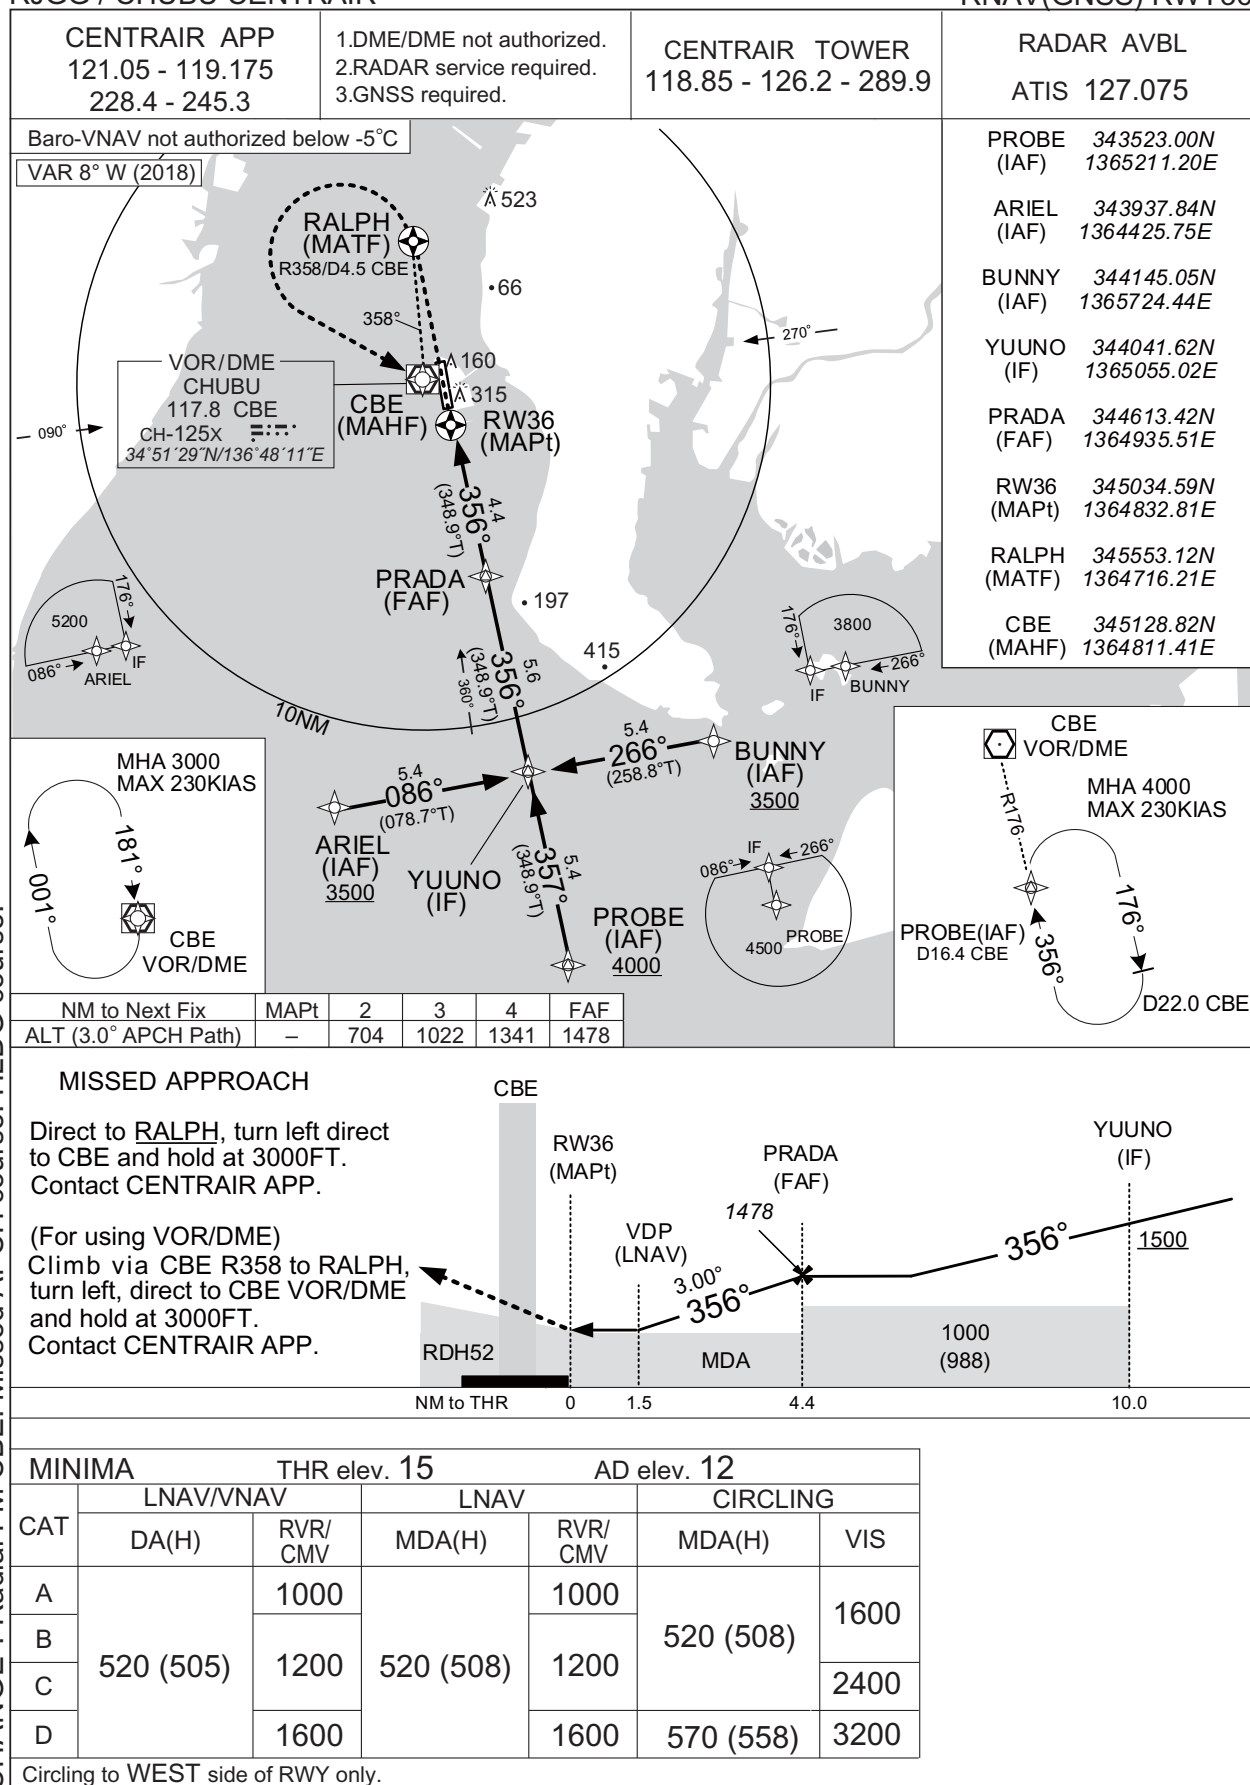 RJGG / CHUBU CENTRAIR
CENTRAIR APP
121.05 - 119.175
228.4 - 245.3
1.DME/DME not authorized.
2.RADAR service required.
3.GNSS required.
CENTRAIR TOWER
118.85 - 126.2 - 289.9
RADAR AVBL
ATIS 127.075
Baro-VNAV not authorized below -5°C
VAR 8° W (2018)
PROBE 343523.00N
(IAF) 1365211.20E
ARIEL 343937.84N
(IAF) 1364425.75E
BUNNY 344145.05N
(IAF) 1365724.44E
YUUNO 344041.62N
(IF) 1365055.02E
PRADA 344613.42N
(FAF) 1364935.51E
RW36 345034.59N
(MAPt) 1364832.81E
RALPH 345553.12N
(MATF) 1364716.21E
CBE 345128.82N
(MAHF) 1364811.41E
523
RALPH
(MATF)
R358/D4.5 CBE
66
358°
270°
VOR/DME
CHUBU
117.8 CBE
CH-125X
34°51´29˝N/136°48´11˝E
160
315
CBE
(MAHF)
RW36
(MAPt)
090°
4.4
356°
(348.9°T)
PRADA
(FAF)
197
415
5.6
356°
(348.9°T)
360°
10NM
176°
5200
086°
IF
ARIEL
176°
3800
266°
IF
BUNNY
5.4
266°
(258.8°T)
BUNNY
(IAF)
3500
5.4
086°
(078.7°T)
ARIEL
(IAF)
3500
YUUNO
(IF)
5.4
357°
(348.9°T)
PROBE
(IAF)
4000
IF
086°
266°
4500
PROBE
MHA 3000
MAX 230KIAS
181°
001°
CBE
VOR/DME
CBE
VOR/DME
MHA 4000
MAX 230KIAS
R176
176°
PROBE(IAF)
D16.4 CBE
356°
D22.0 CBE
NM to Next Fix MAPt 2 3 4 FAF
ALT (3.0° APCH Path) – 704 1022 1341 1478
MISSED APPROACH
Direct to RALPH, turn left direct
to CBE and hold at 3000FT.
Contact CENTRAIR APP.
(For using VOR/DME)
Climb via CBE R358 to RALPH,
turn left, direct to CBE VOR/DME
and hold at 3000FT.
Contact CENTRAIR APP.
CBE
RW36
(MAPt)
VDP
(LNAV)
PRADA
(FAF)
1478
YUUNO
(IF)
3.00°
356°
356°
1500
RDH52
MDA
1000
(988)
NM to THR 0 1.5 4.4 10.0
MINIMA THR elev. 15 AD elev. 12
CAT LNAV/VNAV LNAV CIRCLING
DA(H) RVR/CMV MDA(H) RVR/CMV MDA(H) VIS
A 1000 1000 1600
B 520 (505) 1200 520 (508) 1200 520 (508)
C 2400
D 1600 1600 570 (558) 3200
Circling to WEST side of RWY only.